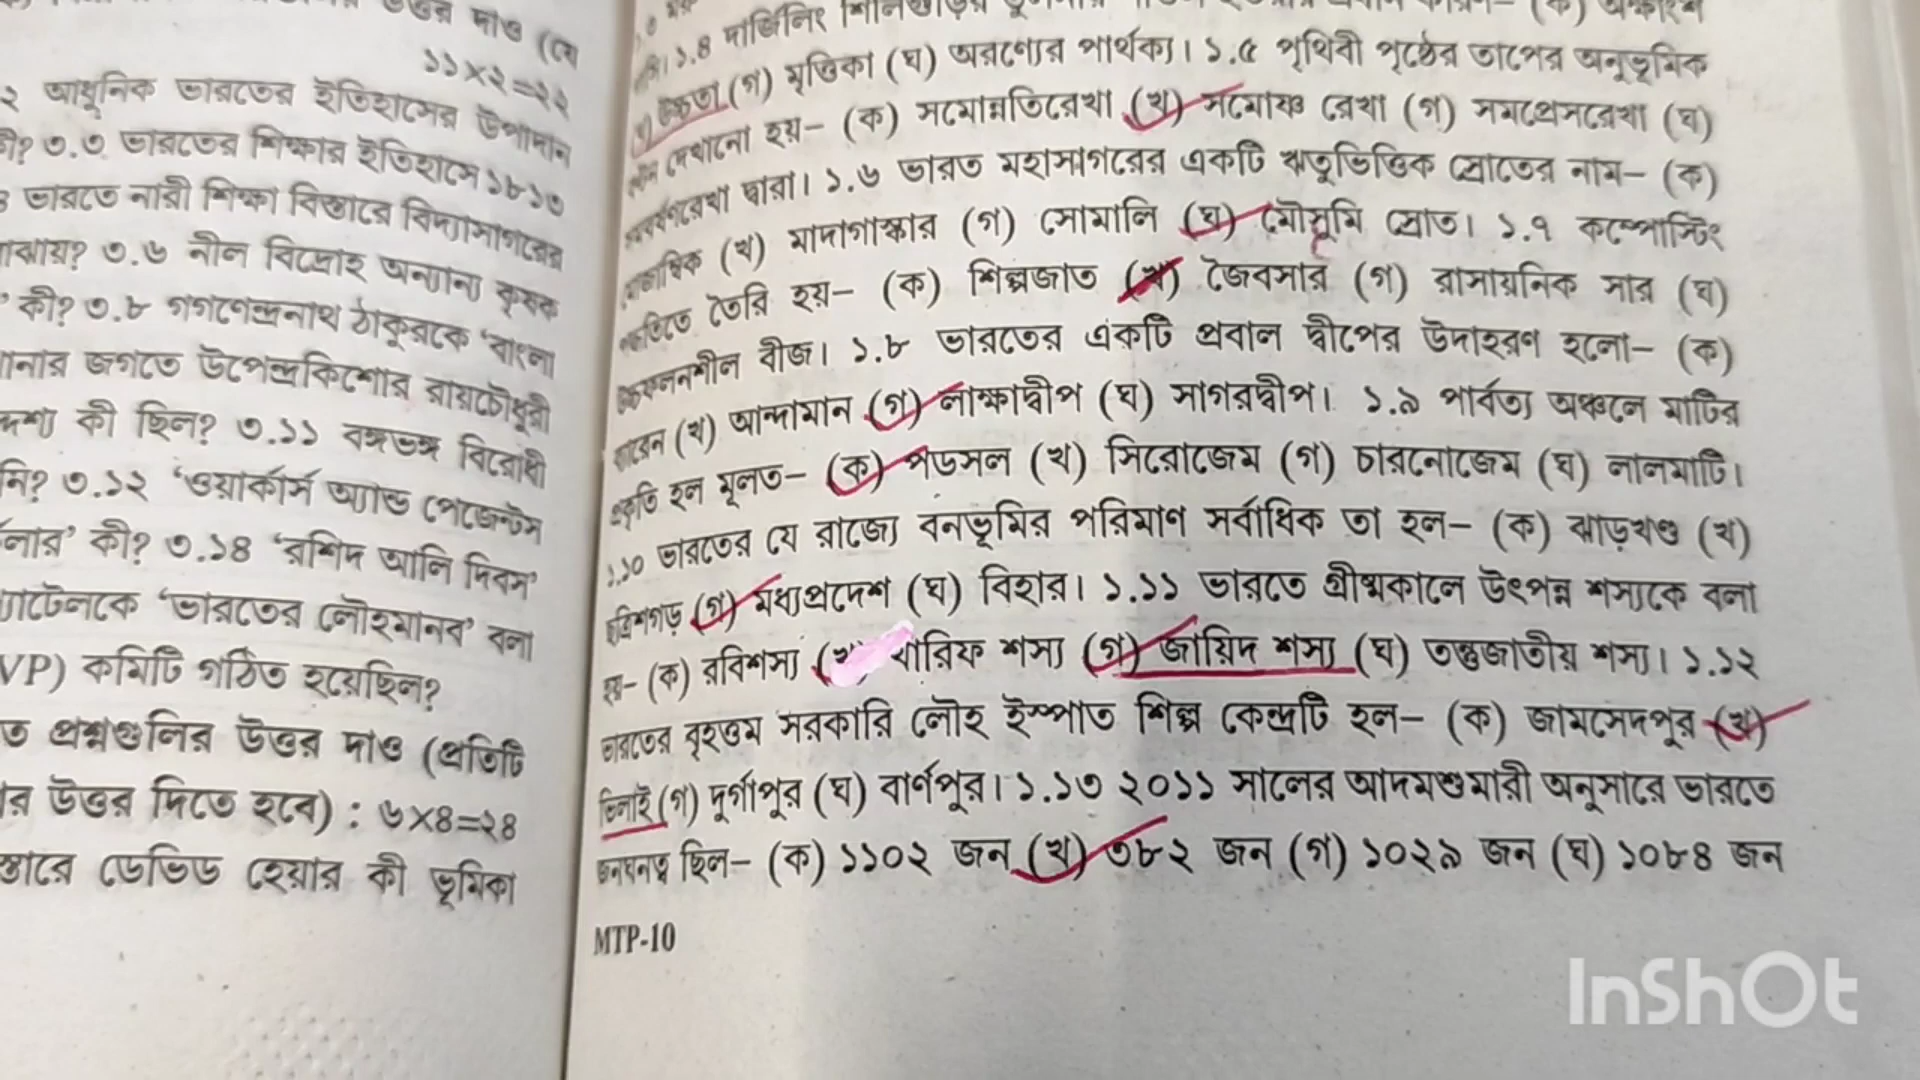 উত্তর দাও (যে
১১×২=২২
২ আধুনিক ভারতের ইতিহাসের উপাদান
কী? ৩.৩ ভারতের শিক্ষার ইতিহাসে ১৮১৩
৪ ভারতে নারী শিক্ষা বিস্তারে বিদ্যাসাগরের
বোঝায়? ৩.৬ নীল বিদ্রোহ অন্যান্য কৃষক
' কী? ৩.৮ গগণেন্দ্রনাথ ঠাকুরকে 'বাংলা
জগতে উপেন্দ্রকিশোর রায়চৌধুরী
কী ছিল? ৩.১১ বঙ্গভঙ্গ বিরোধী
নি? ৩.১২ 'ওয়ার্কার্স অ্যান্ড পেজেন্টস
কী? ৩.১৪ 'রশিদ আলি দিবস'
প্যাটেলকে 'ভারতের লৌহমানব' বলা
VP) কমিটি গঠিত হয়েছিল?
প্রশ্নগুলির উত্তর দাও (প্রতিটি
উত্তর দিতে হবে) : ৬×৪=২৪
ডেভিড হেয়ার কী ভূমিকা
১.৪ দার্জিলিং শিলিগুড়ির
(গ) মৃত্তিকা (ঘ) অরণ্যের পার্থক্য। ১.৫ পৃথিবী পৃষ্ঠের তাপের অনুভূমিক
দেখানো হয়– (ক) সমোন্নতিরেখা (খ) সমোষ্ণ রেখা (গ) সমপ্রেসরেখা (ঘ)
দ্বারা। ১.৬ ভারত মহাসাগরের একটি ঋতুভিত্তিক স্রোতের নাম– (ক)
(খ) মাদাগাস্কার (গ) সোমালি (ঘ) মৌসুমি স্রোত। ১.৭ কম্পোস্টিং
তৈরি হয়– (ক) শিল্পজাত (খ) জৈবসার (গ) রাসায়নিক সার (ঘ)
বীজ। ১.৮ ভারতের একটি প্রবাল দ্বীপের উদাহরণ হলো– (ক)
(খ) আন্দামান (গ) লাক্ষাদ্বীপ (ঘ) সাগরদ্বীপ। ১.৯ পার্বত্য অঞ্চলে মাটির
প্রকৃতি হল মূলত– (ক) পডসল (খ) সিরোজেম (গ) চারনোজেম (ঘ) লালমাটি।
১.১০ ভারতের যে রাজ্যে বনভূমির পরিমাণ সর্বাধিক তা হল– (ক) ঝাড়খণ্ড (খ)
ছত্রিশগড় (গ) মধ্যপ্রদেশ (ঘ) বিহার। ১.১১ ভারতে গ্রীষ্মকালে উৎপন্ন শস্যকে বলা
হয়– (ক) রবিশস্য (খ) খারিফ শস্য (গ) জায়িদ শস্য (ঘ) তন্তুজাতীয় শস্য। ১.১২
ভারতের বৃহত্তম সরকারি লৌহ ইস্পাত শিল্প কেন্দ্রটি হল– (ক) জামসেদপুর (খ)
ভিলাই (গ) দুর্গাপুর (ঘ) বার্ণপুর। ১.১৩ ২০১১ সালের আদমশুমারী অনুসারে ভারতে
জনঘনত্ব ছিল– (ক) ১১০২ জন (খ) ৩৮২ জন (গ) ১০২৯ জন (ঘ) ১০৮৪ জন
MTP-10
InShOt